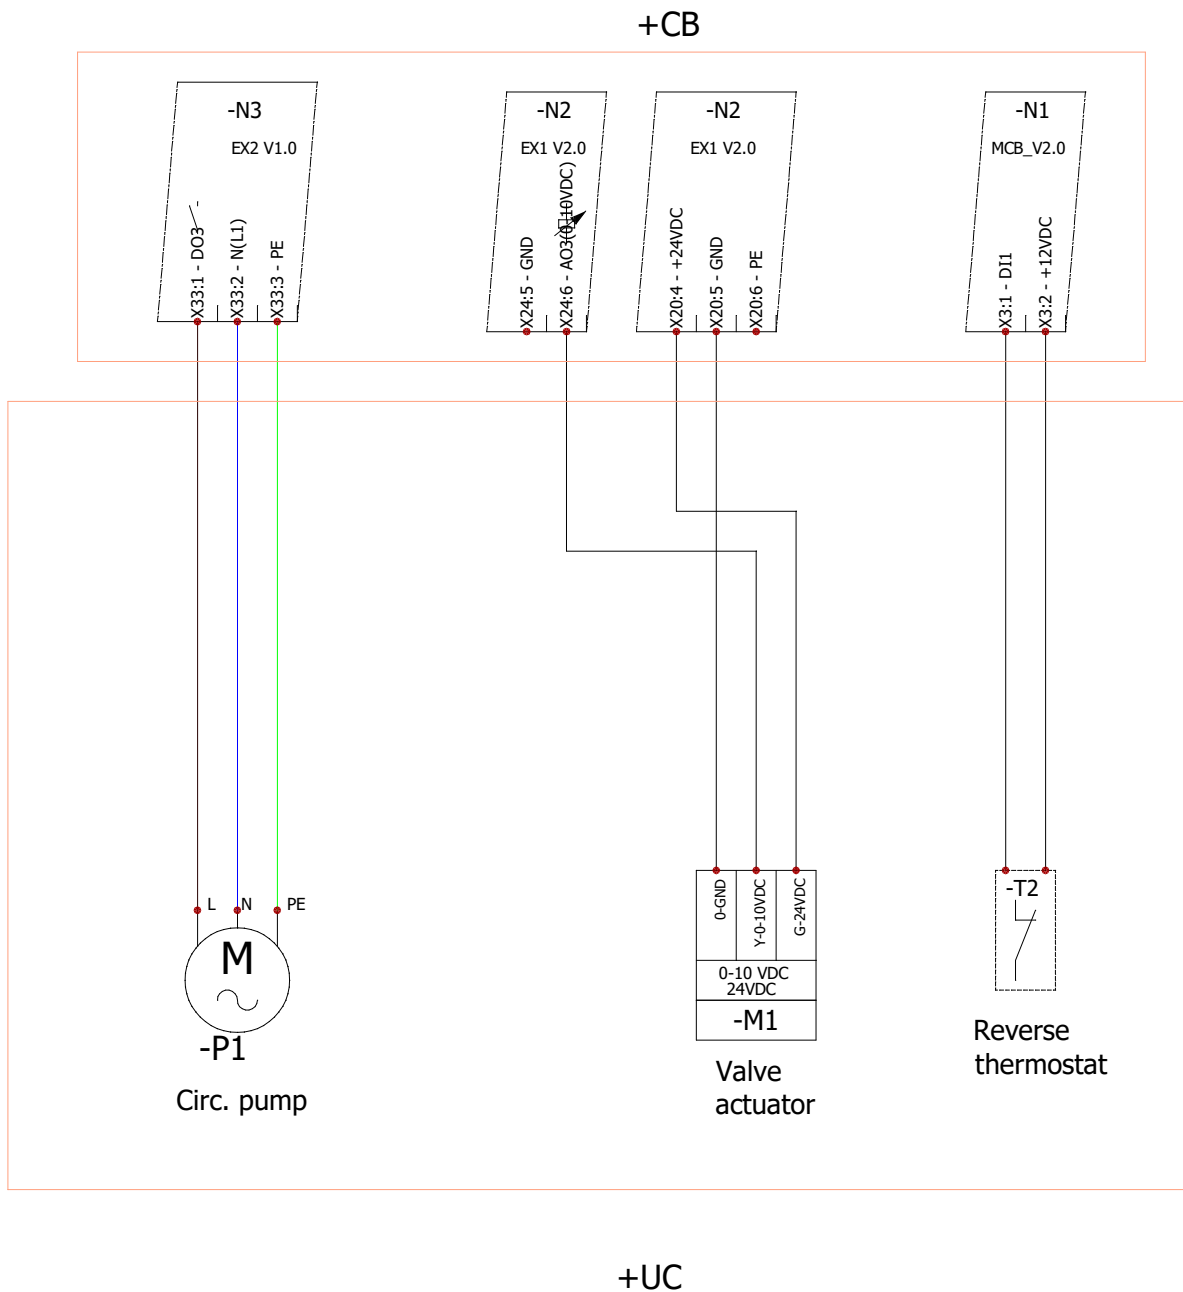 +CB
-N3
EX2 V1.0
X33:1 - DO3
X33:2 - N(L1)
X33:3 - PE
-N2
EX1 V2.0
X24:5 - GND
X24:6 - AO3(0-10VDC)
-N2
EX1 V2.0
X20:4 - +24VDC
X20:5 - GND
X20:6 - PE
-N1
MCB_V2.0
X3:1 - DI1
X3:2 - +12VDC
L
N
PE
M
-P1
Circ. pump
0-GND
Y-0-10VDC
G-24VDC
0-10 VDC
24VDC
-M1
Valve
actuator
-T2
Reverse
thermostat
+UC